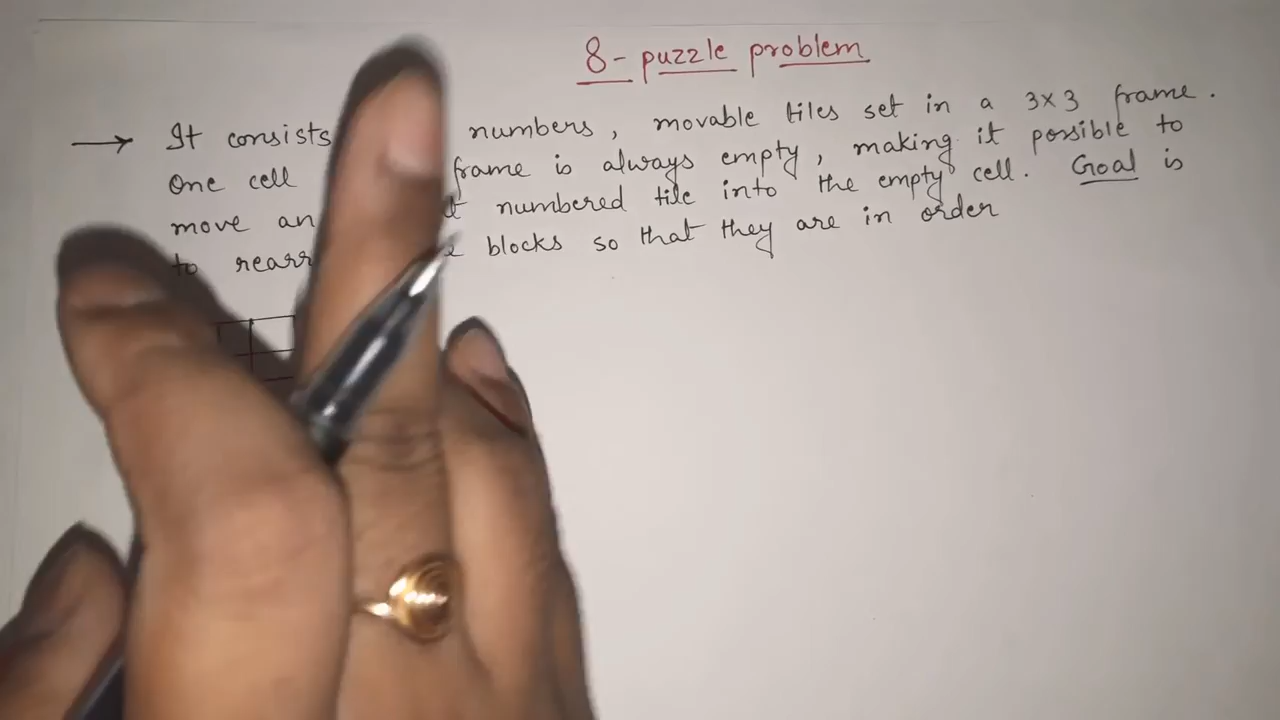 8- puzzle problem
It consists numbers, movable tiles set in a 3×3 frame.
One cell frame is always empty, making it possible to
move numbered tile into the empty cell. Goal is
to blocks so that they are in order